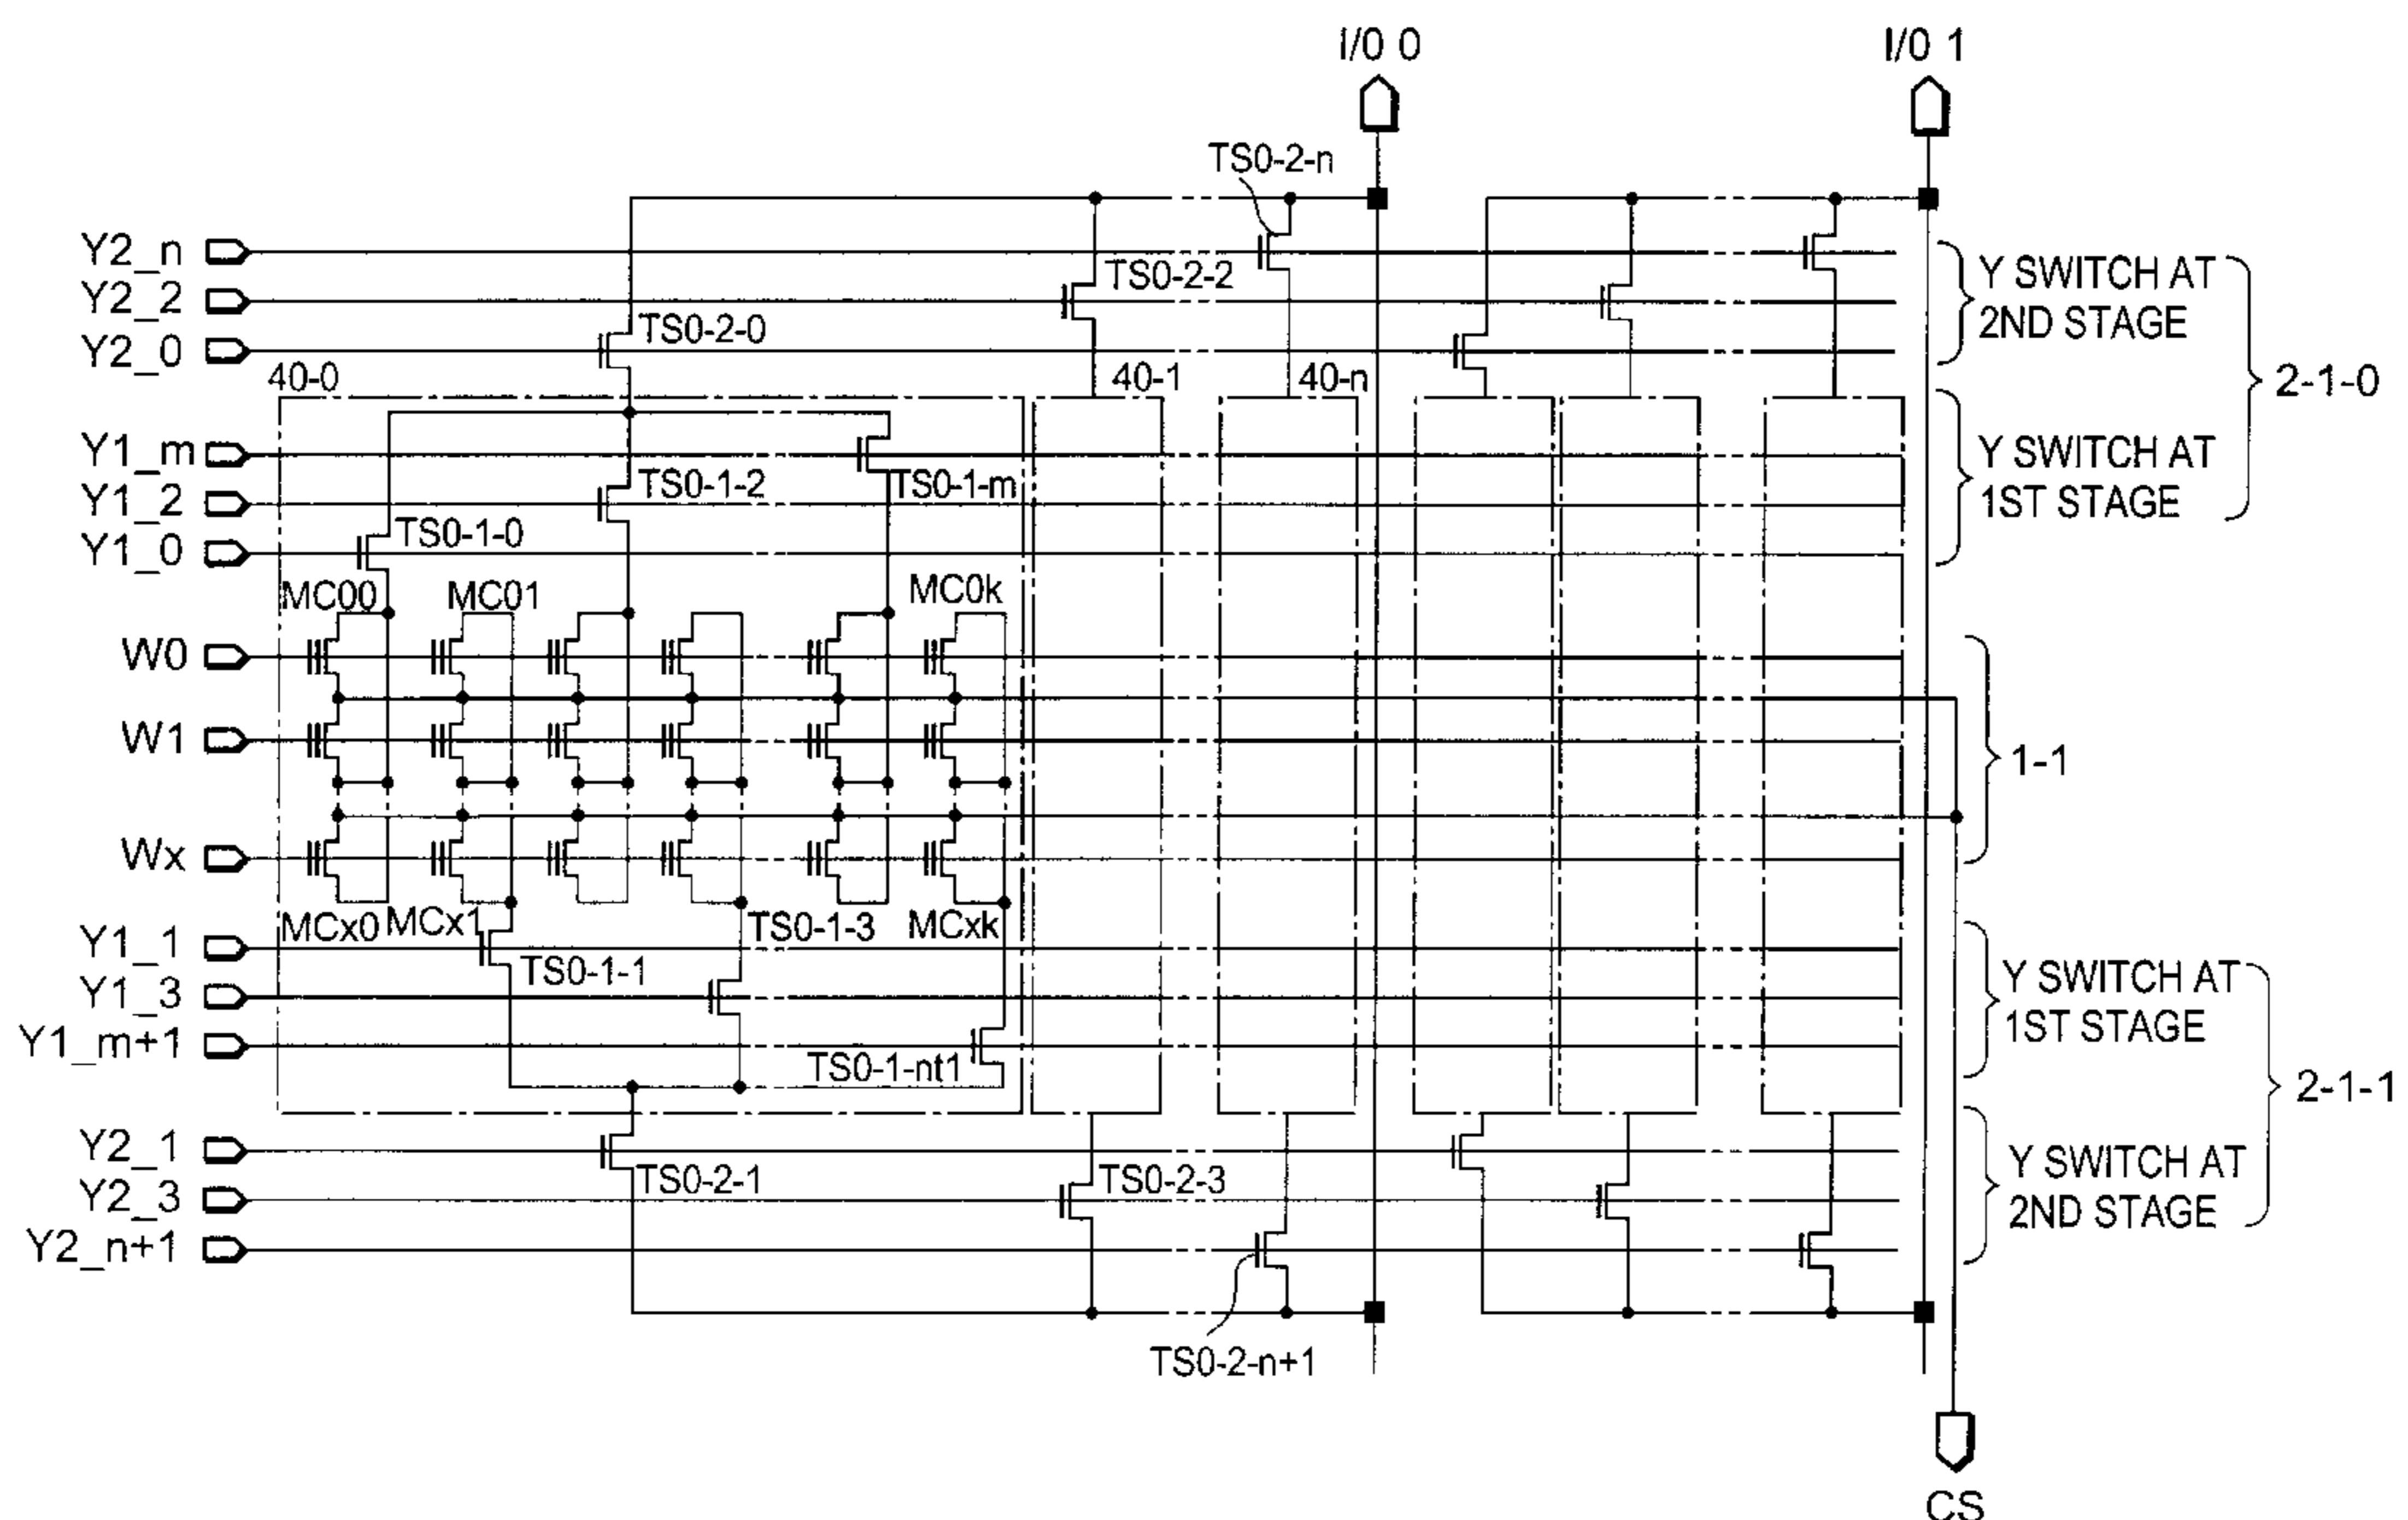 I/0 0
I/0 1
TS0-2-n
Y2_n
TS0-2-2
Y SWITCH AT
2ND STAGE
Y2_2
TS0-2-0
Y2_0
40-0
40-1
40-n
2-1-0
Y1_m
Y SWITCH AT
1ST STAGE
Y1_2
TS0-1-2
TS0-1-m
Y1_0
TS0-1-0
MC00
MC01
MC0k
W0
W1
1-1
Wx
MCx0
MCx1
TS0-1-3
MCxk
Y1_1
TS0-1-1
Y SWITCH AT
1ST STAGE
Y1_3
Y1_m+1
TS0-1-nt1
2-1-1
Y2_1
TS0-2-1
TS0-2-3
Y SWITCH AT
2ND STAGE
Y2_3
Y2_n+1
TS0-2-n+1
CS